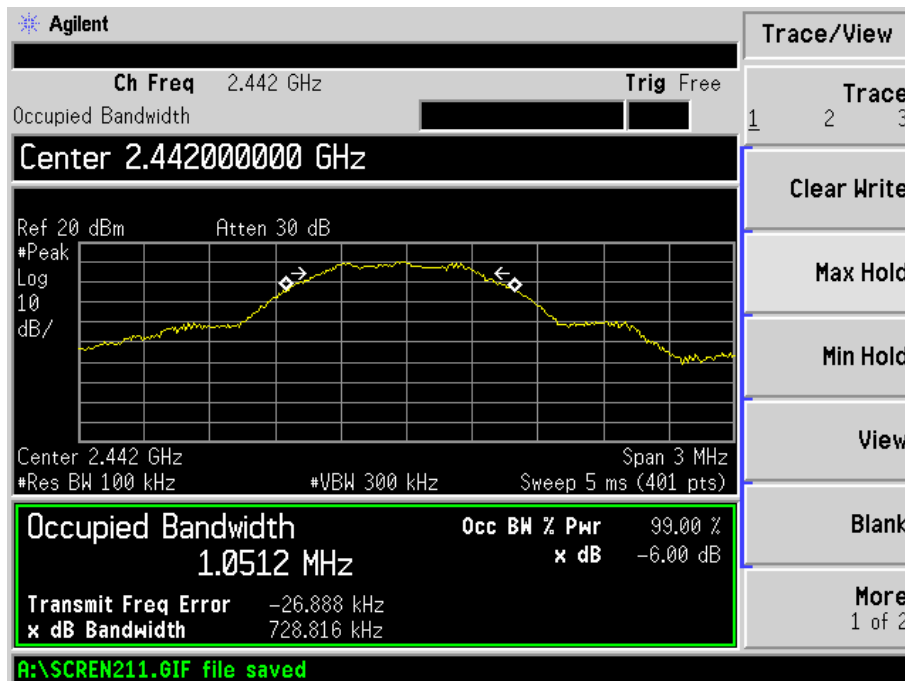 Agilent
Ch Freq 2.442 GHz Trig Free
Occupied Bandwidth
Center 2.442000000 GHz
Ref 20 dBm Atten 30 dB
#Peak
Log
10
dB/
Center 2.442 GHz Span 3 MHz
#Res BW 100 kHz #VBW 300 kHz Sweep 5 ms (401 pts)
Occupied Bandwidth Occ BW % Pwr 99.00 %
1.0512 MHz x dB -6.00 dB
Transmit Freq Error -26.888 kHz
x dB Bandwidth 728.816 kHz
A:\SCREN211.GIF file saved
Trace/View
Trace
1 2 3
Clear Write
Max Hold
Min Hold
View
Blank
More
1 of 2